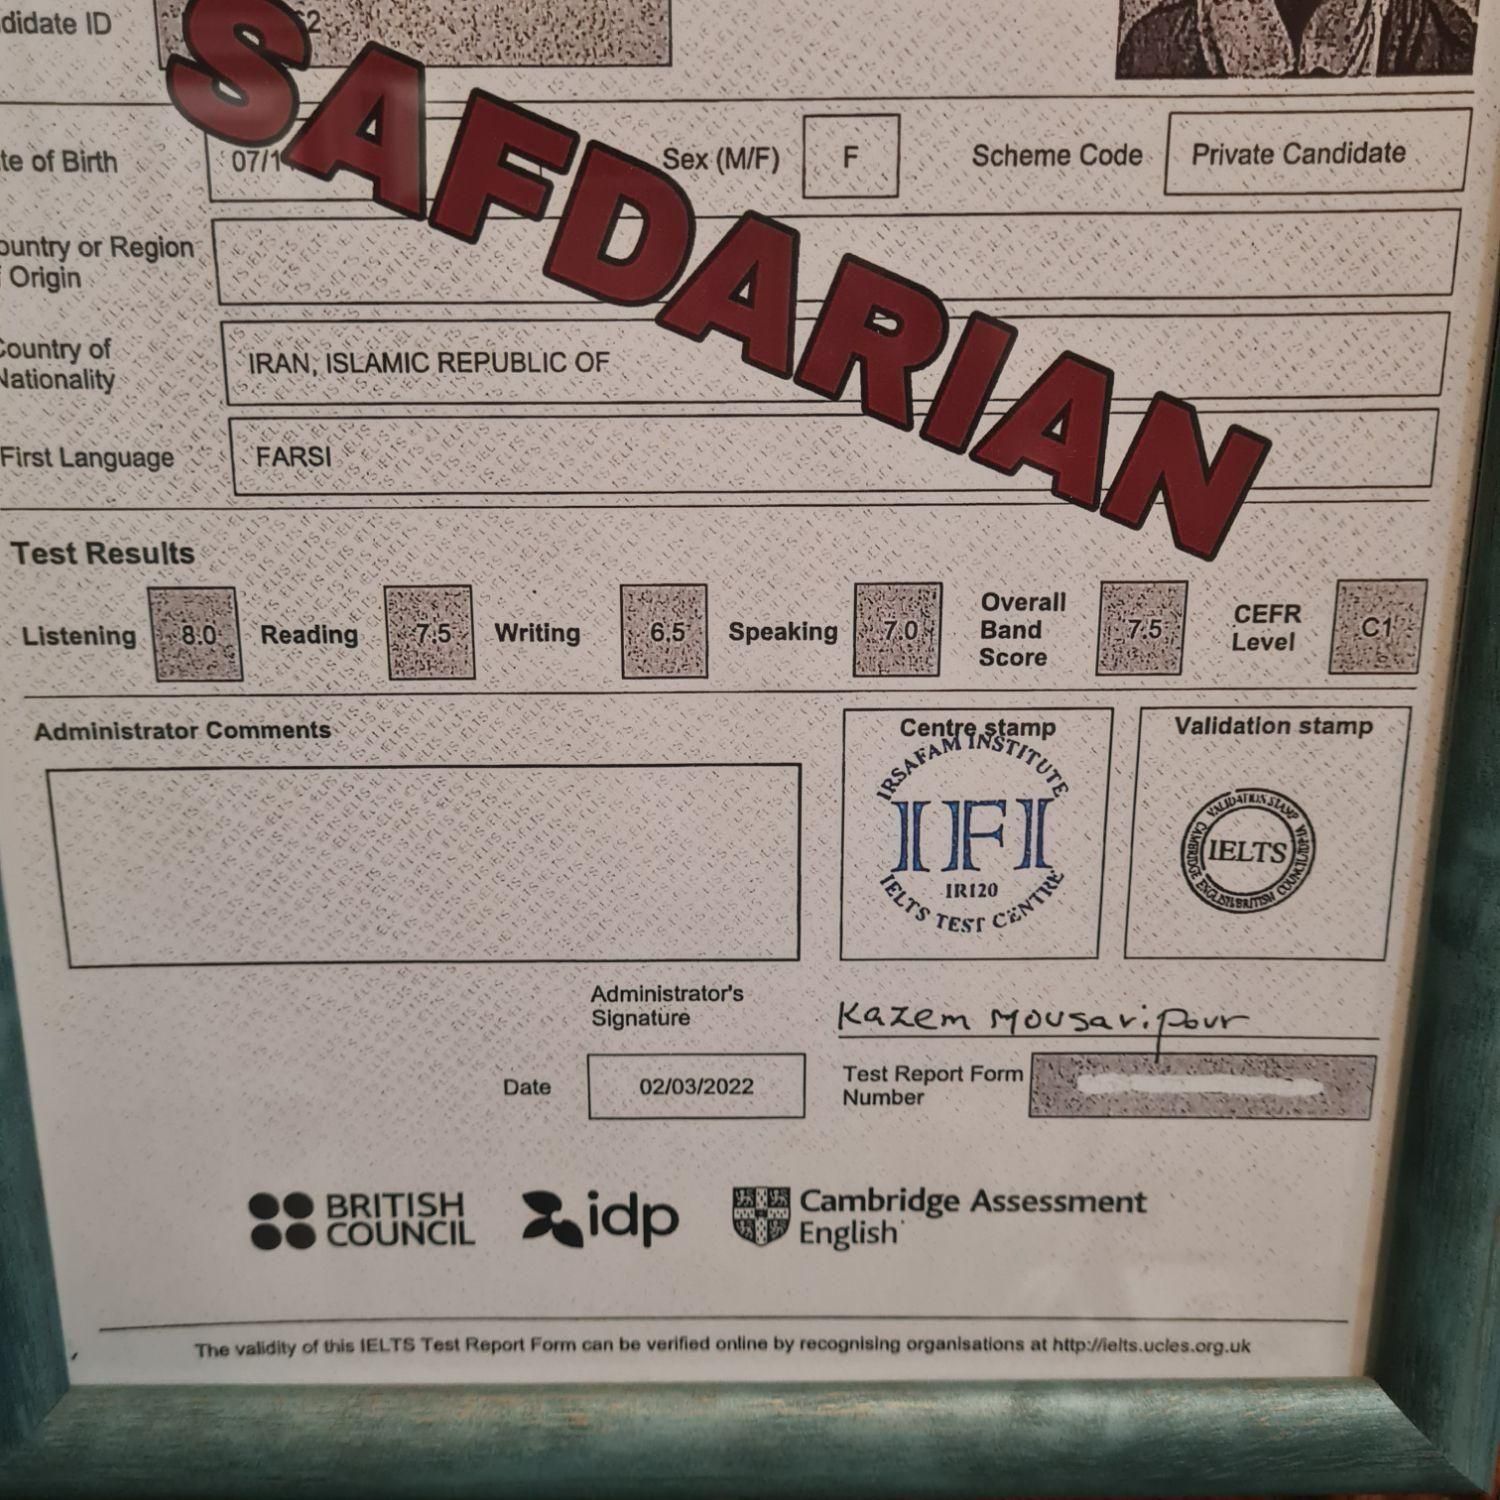 didate ID
2
SAFDARIAN
te of Birth 07/1 Sex (M/F) F Scheme Code Private Candidate
ountry or Region
Origin
Country of
Nationality
IRAN, ISLAMIC REPUBLIC OF
First Language FARSI
Test Results
Listening 8.0 Reading 7.5 Writing 6.5 Speaking 7.0 Overall Band Score 7.5 CEFR Level C1
Administrator Comments
Centre stamp
IRSAFAM INSTITUTE
IFI
IR120
IELTS TEST CENTRE
Validation stamp
VALIDATION STAMP
IELTS
Administrator's
Signature
Kazem Mousavipour
Date 02/03/2022
Test Report Form
Number
BRITISH
COUNCIL
idp
Cambridge Assessment
English
The validity of this IELTS Test Report Form can be verified online by recognising organisations at http://ielts.ucles.org.uk